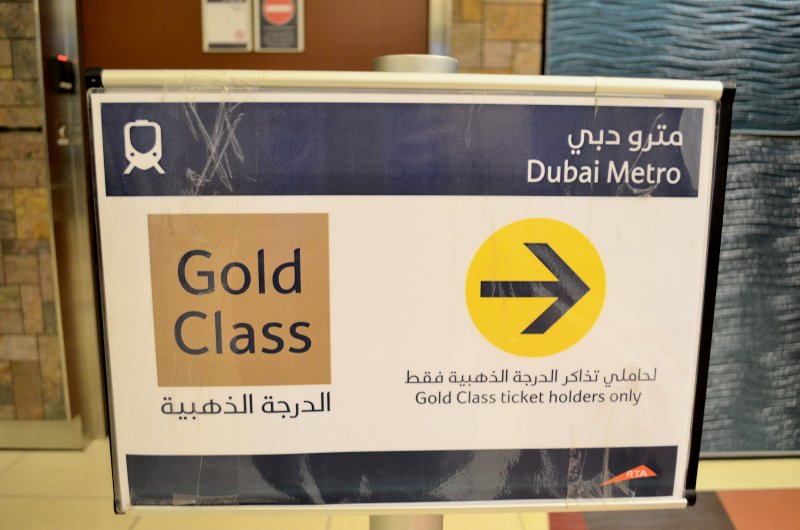 مترو دبي
Dubai Metro
Gold
Class
الدرجة الذهبية
لحاملي تذاكر الدرجة الذهبية فقط
Gold Class ticket holders only
RTA